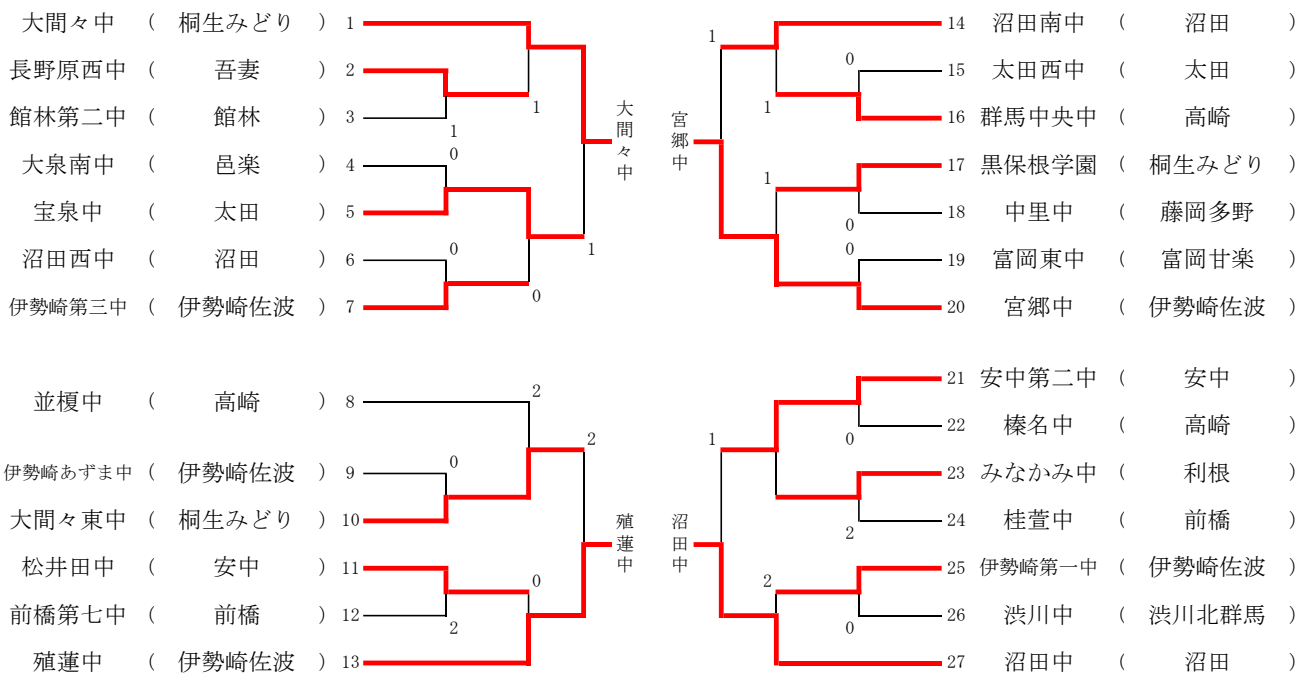 大間々中 ( 桐生みどり ) 1
長野原西中 ( 吾妻 ) 2
館林第二中 ( 館林 ) 3
大泉南中 ( 邑楽 ) 4
宝泉中 ( 太田 ) 5
沼田西中 ( 沼田 ) 6
伊勢崎第三中 ( 伊勢崎佐波 ) 7
1
1
0
0
0
1
大間々中
並榎中 ( 高崎 ) 8
伊勢崎あずま中 ( 伊勢崎佐波 ) 9
大間々東中 ( 桐生みどり ) 10
松井田中 ( 安中 ) 11
前橋第七中 ( 前橋 ) 12
殖蓮中 ( 伊勢崎佐波 ) 13
2
0
2
0
2
殖蓮中
14 沼田南中 ( 沼田 )
15 太田西中 ( 太田 )
16 群馬中央中 ( 高崎 )
17 黒保根学園 ( 桐生みどり )
18 中里中 ( 藤岡多野 )
19 富岡東中 ( 富岡甘楽 )
20 宮郷中 ( 伊勢崎佐波 )
1
0
1
1
0
0
宮郷中
21 安中第二中 ( 安中 )
22 榛名中 ( 高崎 )
23 みなかみ中 ( 利根 )
24 桂萱中 ( 前橋 )
25 伊勢崎第一中 ( 伊勢崎佐波 )
26 渋川中 ( 渋川北群馬 )
27 沼田中 ( 沼田 )
0
1
2
2
0
沼田中